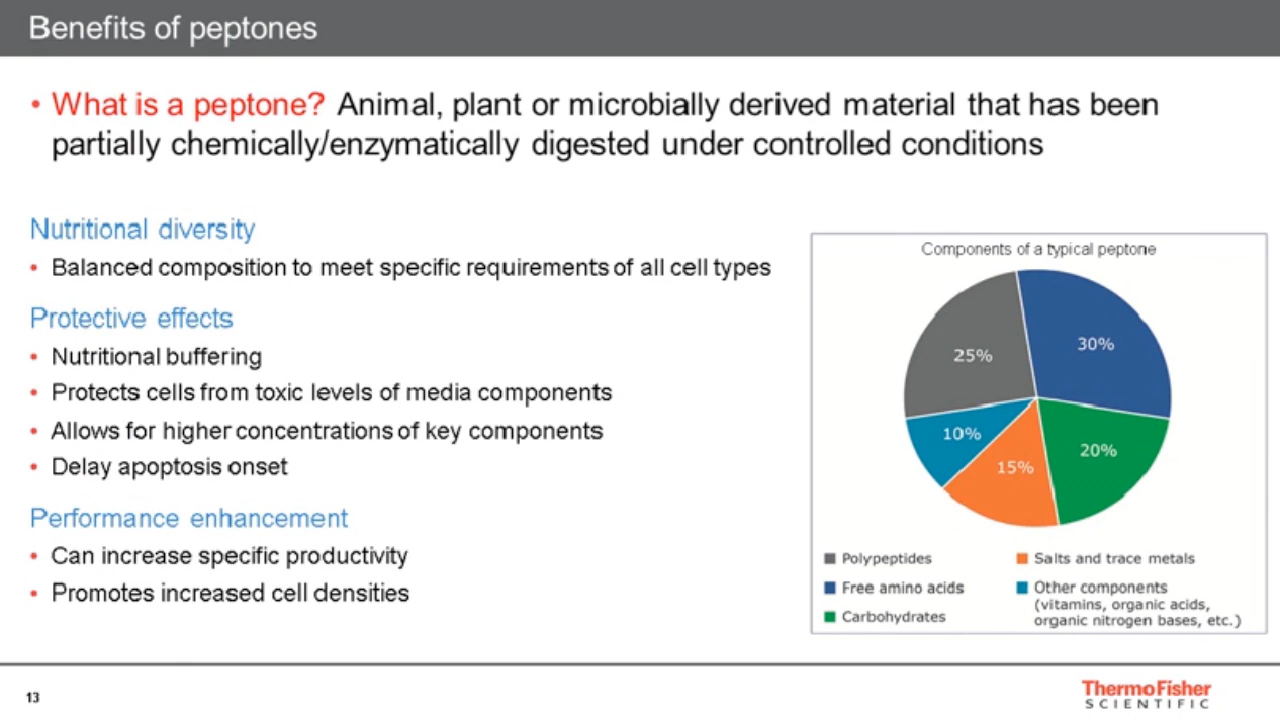 Benefits of peptones
• What is a peptone? Animal, plant or microbially derived material that has been
partially chemically/enzymatically digested under controlled conditions
Nutritional diversity
• Balanced composition to meet specific requirements of all cell types
Protective effects
• Nutritional buffering
• Protects cells from toxic levels of media components
• Allows for higher concentrations of key components
• Delay apoptosis onset
Performance enhancement
• Can increase specific productivity
• Promotes increased cell densities
Components of a typical peptone
25%
30%
10%
20%
15%
Polypeptides
Free amino acids
Carbohydrates
Salts and trace metals
Other components
(vitamins, organic acids,
organic nitrogen bases, etc.)
13
ThermoFisher
SCIENTIFIC